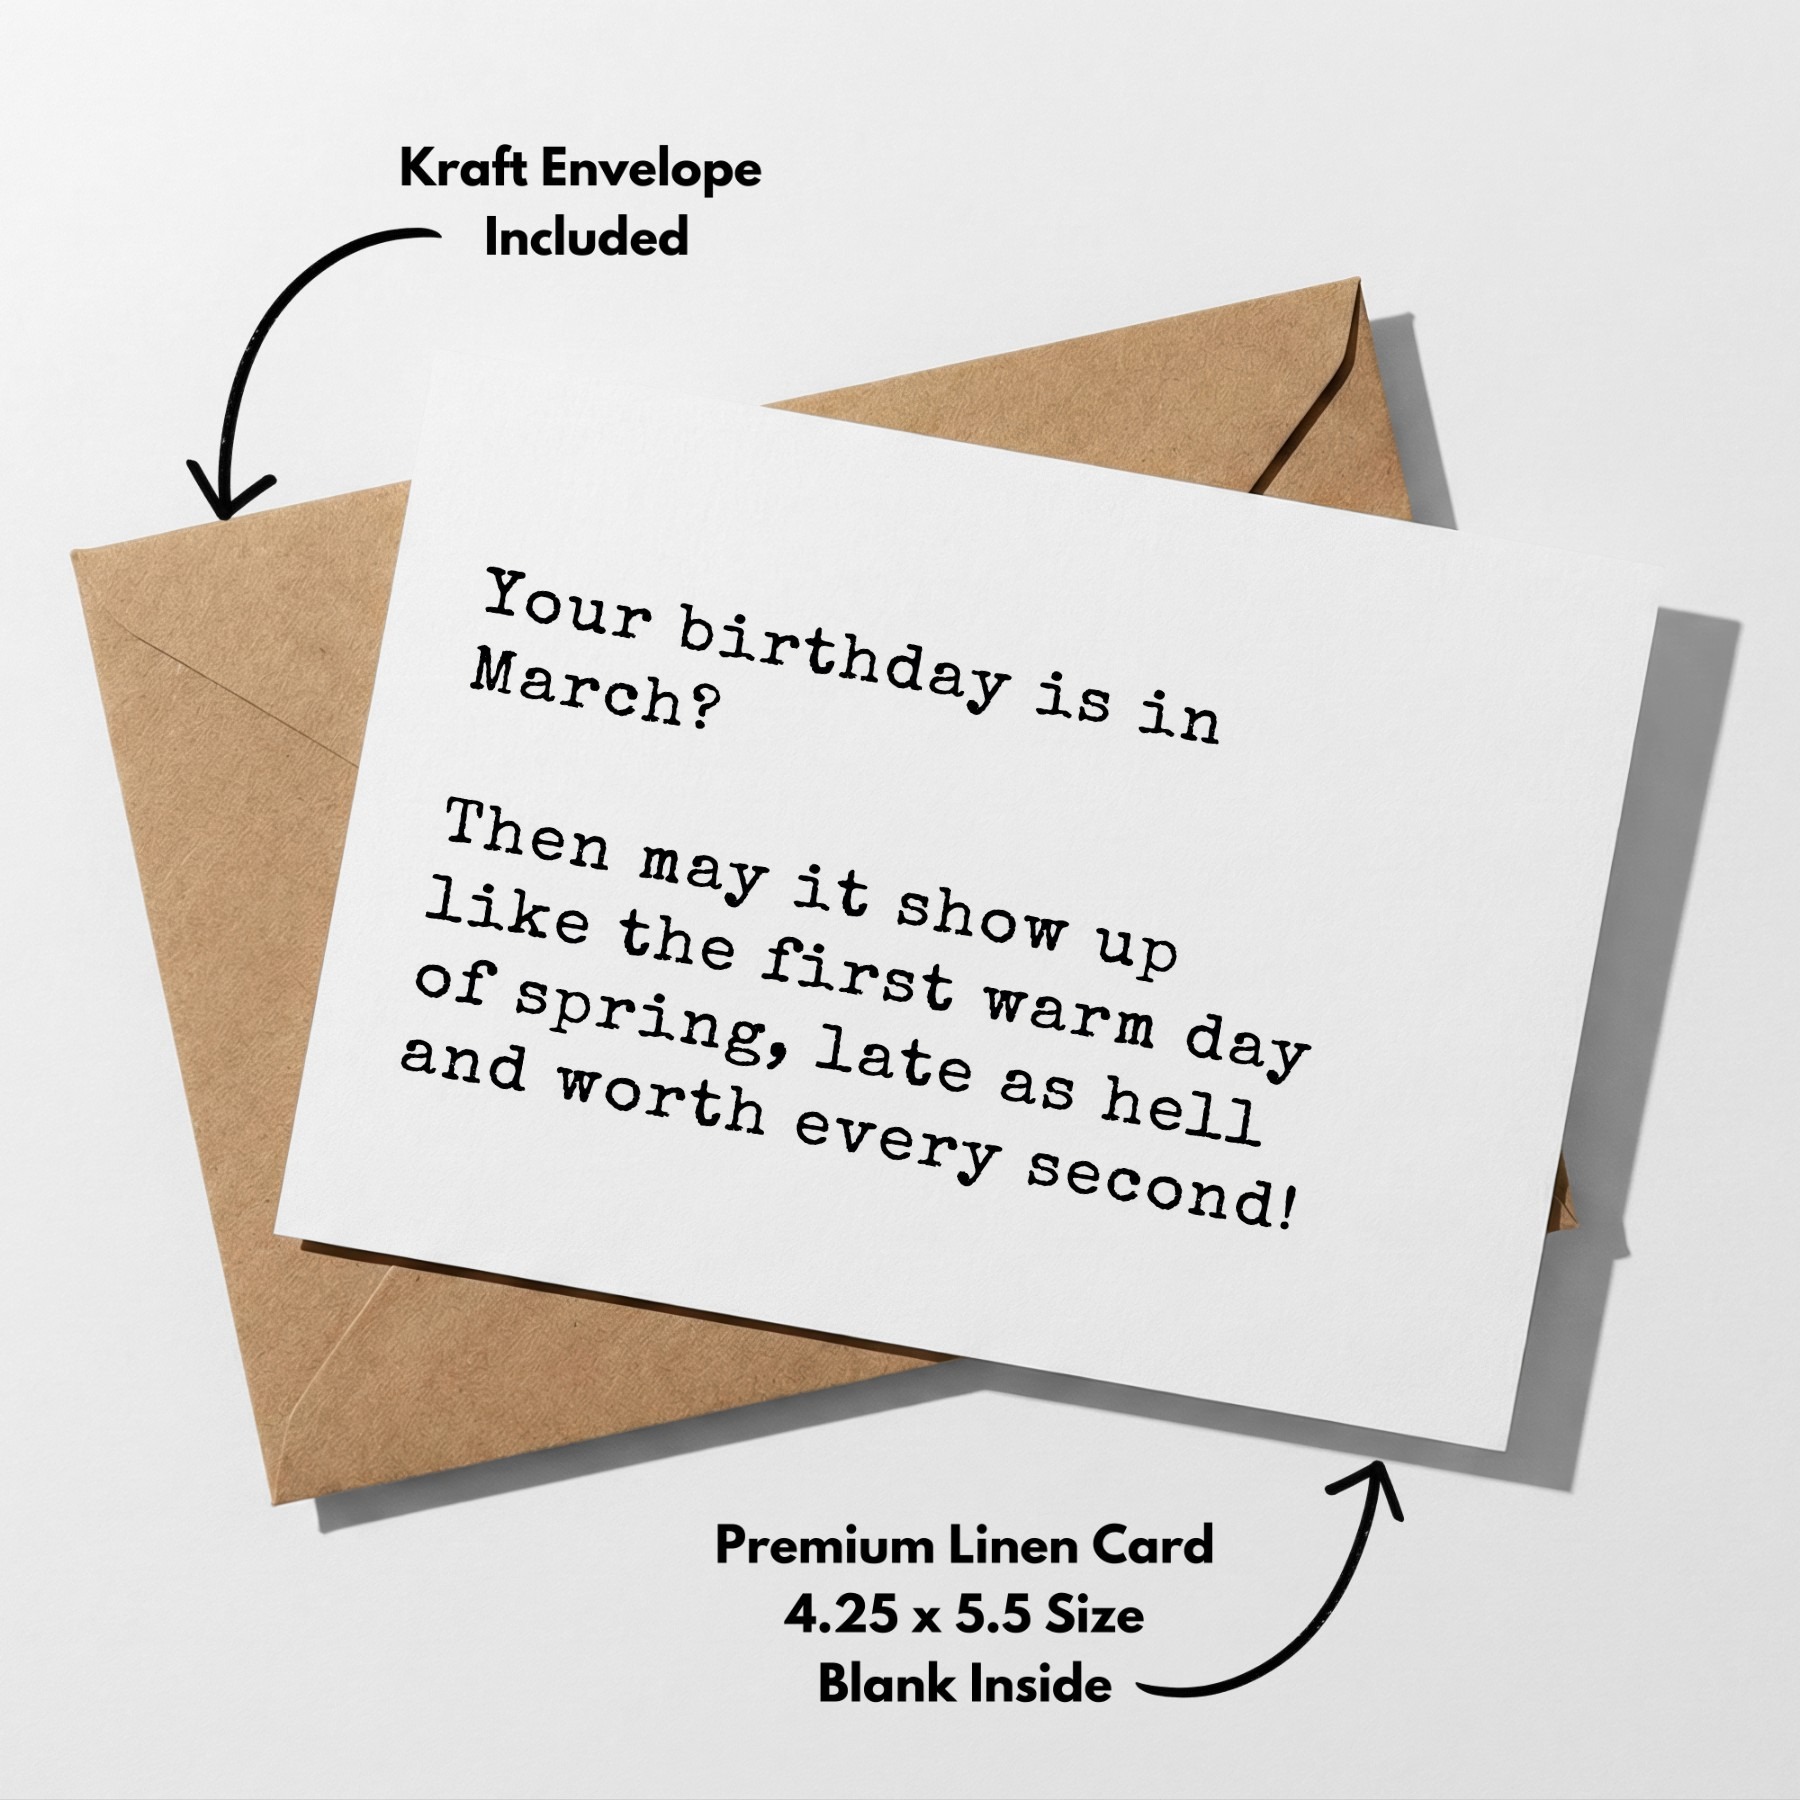 Kraft Envelope
Included
Your birthday is in
March?
Then may it show up
like the first warm day
of spring, late as hell
and worth every second!
Premium Linen Card
4.25 x 5.5 Size
Blank Inside